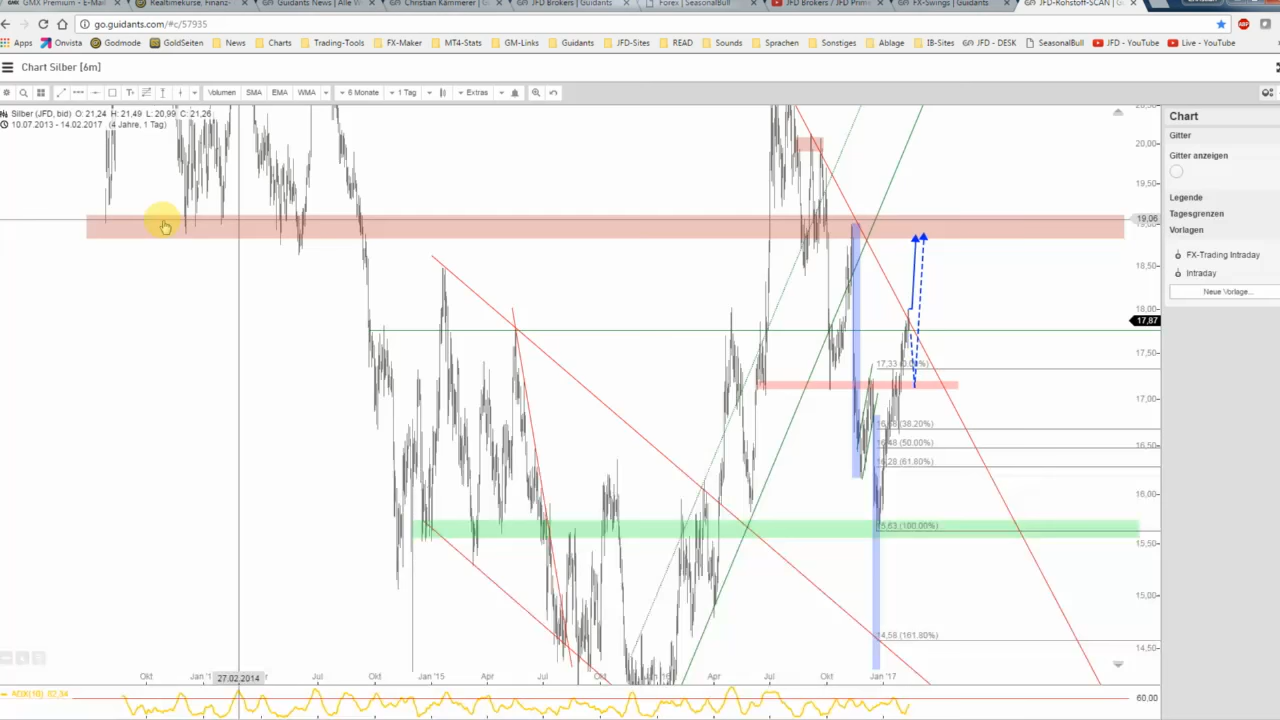 GMX Premium - E-Mail
Realtimekurse, Finanz-
Guidants News | Alle W
Christian Kämmerer | G
JFD Brokers | Guidants
Forex | SeasonalBull
JFD Brokers / JFD Prime
FX-Swings | Guidants
JFD-Rohstoff-SCAN | G
go.guidants.com/#c/57935
Apps Onvista Godmode GoldSeiten News Charts Trading-Tools FX-Maker MT4-Stats GM-Links Guidants JFD-Sites READ Sounds Sprachen Sonstiges Ablage IB-Sites JFD - DESK SeasonalBull JFD - YouTube Live - YouTube
Chart Silber [6m]
Volumen SMA EMA WMA 6 Monate 1 Tag Extras
Silber (JFD, bid) O: 21,24 H: 21,49 L: 20,99 C: 21,26
10.07.2013 - 14.02.2017 (4 Jahre, 1 Tag)
Chart
Gitter
Gitter anzeigen
Legende
Tagesgrenzen
Vorlagen
FX-Trading Intraday
Intraday
Neue Vorlage...
20,00
19,50
19,06
18,50
18,00
17,87
17,50
17,33 (0.00%)
17,00
(38.20%)
16,50
16,48 (50.00%)
16,28 (61.80%)
16,00
15,63 (100.00%)
15,50
15,00
14,58 (161.80%)
14,50
Okt
27.02.2014
Jul
Okt
Jan '15
Apr
Jul
Okt
Apr
Jul
Okt
Jan '17
60,00